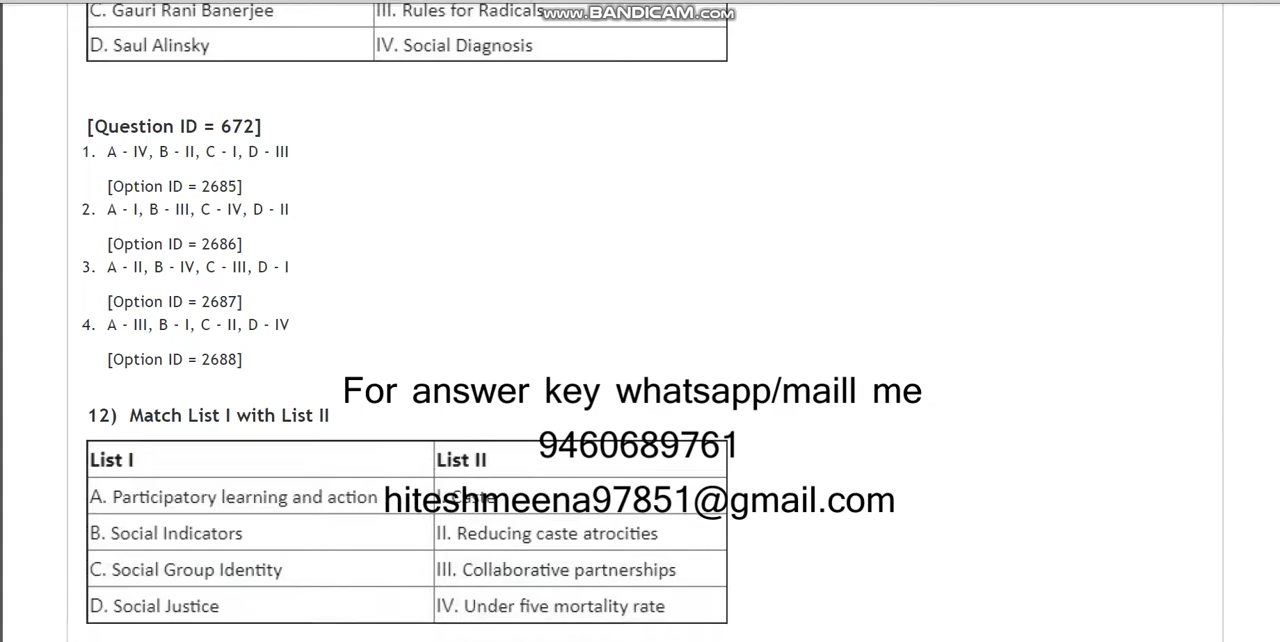 www.BANDICAM.com
C. Gauri Rani Banerjee III. Rules for Radicals
D. Saul Alinsky IV. Social Diagnosis
[Question ID = 672]
1. A - IV, B - II, C - I, D - III
[Option ID = 2685]
2. A - I, B - III, C - IV, D - II
[Option ID = 2686]
3. A - II, B - IV, C - III, D - I
[Option ID = 2687]
4. A - III, B - I, C - II, D - IV
[Option ID = 2688]
For answer key whatsapp/maill me
12) Match List I with List II
9460689761
List I List II
A. Participatory learning and action I. Caste
hiteshmeena97851@gmail.com
B. Social Indicators II. Reducing caste atrocities
C. Social Group Identity III. Collaborative partnerships
D. Social Justice IV. Under five mortality rate